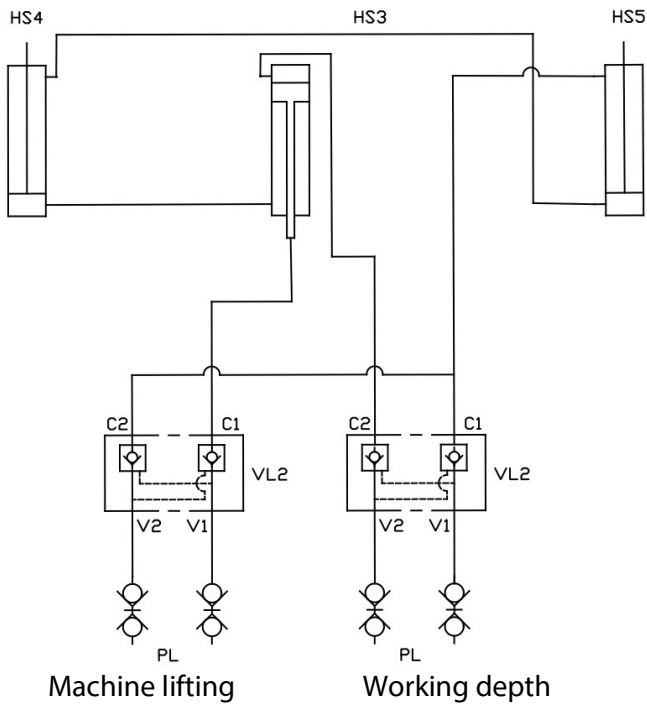 HS4 HS3 HS5
C2 C1 C2 C1
VL2 VL2
V2 V1 V2 V1
PL PL
Machine lifting Working depth